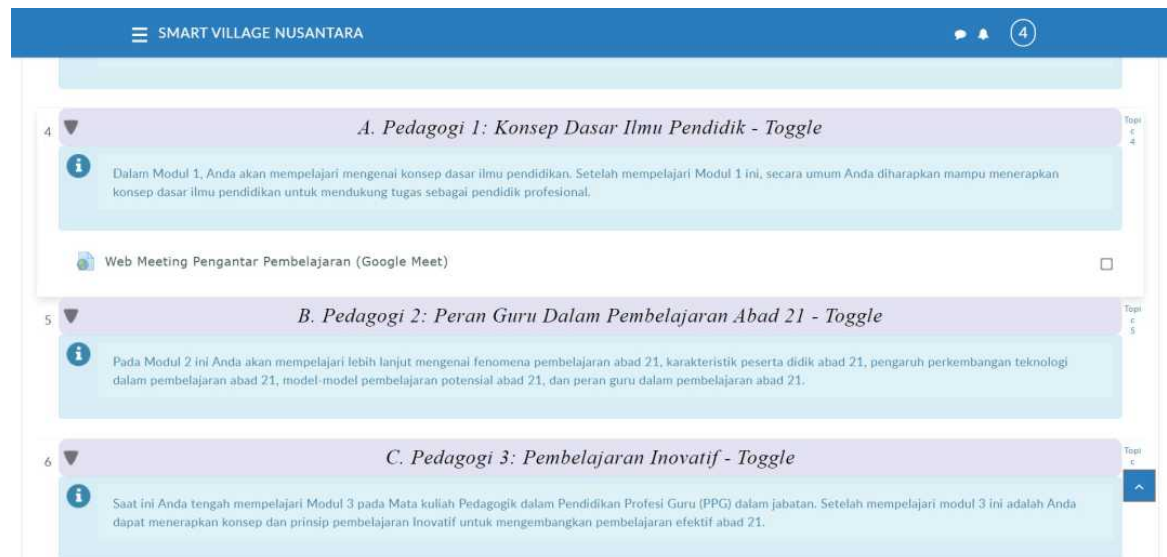 SMART VILLAGE NUSANTARA
4
4
A. Pedagogi 1: Konsep Dasar Ilmu Pendidik - Toggle
Topi
c
4
Dalam Modul 1, Anda akan mempelajari mengenai konsep dasar ilmu pendidikan. Setelah mempelajari Modul 1 ini, secara umum Anda diharapkan mampu menerapkan
konsep dasar ilmu pendidikan untuk mendukung tugas sebagai pendidik profesional.
Web Meeting Pengantar Pembelajaran (Google Meet)
5
B. Pedagogi 2: Peran Guru Dalam Pembelajaran Abad 21 - Toggle
Topi
c
5
Pada Modul 2 ini Anda akan mempelajari lebih lanjut mengenai fenomena pembelajaran abad 21, karakteristik peserta didik abad 21, pengaruh perkembangan teknologi
dalam pembelajaran abad 21, model-model pembelajaran potensial abad 21, dan peran guru dalam pembelajaran abad 21.
6
C. Pedagogi 3: Pembelajaran Inovatif - Toggle
Topi
c
Saat ini Anda tengah mempelajari Modul 3 pada Mata kuliah Pedagogik dalam Pendidikan Profesi Guru (PPG) dalam jabatan. Setelah mempelajari modul 3 ini adalah Anda
dapat menerapkan konsep dan prinsip pembelajaran Inovatif untuk mengembangkan pembelajaran efektif abad 21.